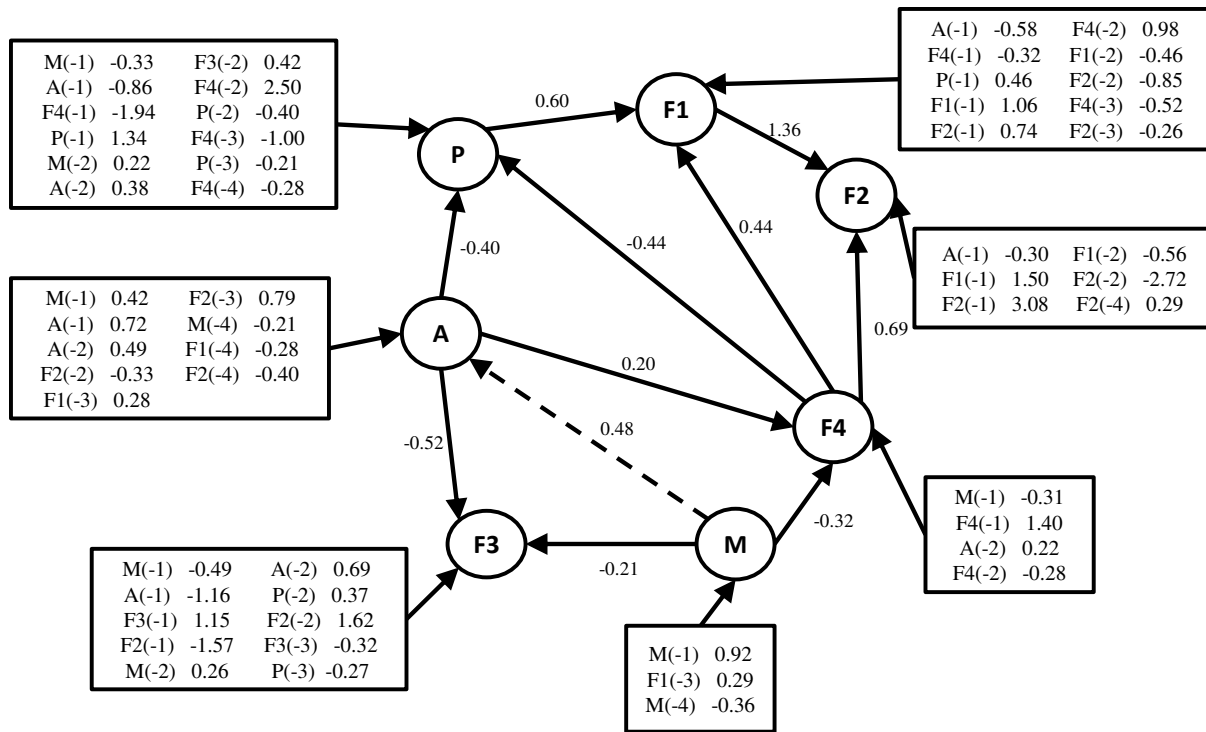 M(-1) -0.33 F3(-2) 0.42
A(-1) -0.86 F4(-2) 2.50
F4(-1) -1.94 P(-2) -0.40
P(-1) 1.34 F4(-3) -1.00
M(-2) 0.22 P(-3) -0.21
A(-2) 0.38 F4(-4) -0.28
A(-1) -0.58 F4(-2) 0.98
F4(-1) -0.32 F1(-2) -0.46
P(-1) 0.46 F2(-2) -0.85
F1(-1) 1.06 F4(-3) -0.52
F2(-1) 0.74 F2(-3) -0.26
0.60
F1
1.36
P
F2
-0.40
-0.44
0.44
A(-1) -0.30 F1(-2) -0.56
F1(-1) 1.50 F2(-2) -2.72
F2(-1) 3.08 F2(-4) 0.29
M(-1) 0.42 F2(-3) 0.79
A(-1) 0.72 M(-4) -0.21
A(-2) 0.49 F1(-4) -0.28
F2(-2) -0.33 F2(-4) -0.40
F1(-3) 0.28
A
0.20
0.69
-0.52
0.48
F4
M(-1) -0.31
F4(-1) 1.40
A(-2) 0.22
F4(-2) -0.28
-0.32
F3
-0.21
M
M(-1) -0.49 A(-2) 0.69
A(-1) -1.16 P(-2) 0.37
F3(-1) 1.15 F2(-2) 1.62
F2(-1) -1.57 F3(-3) -0.32
M(-2) 0.26 P(-3) -0.27
M(-1) 0.92
F1(-3) 0.29
M(-4) -0.36